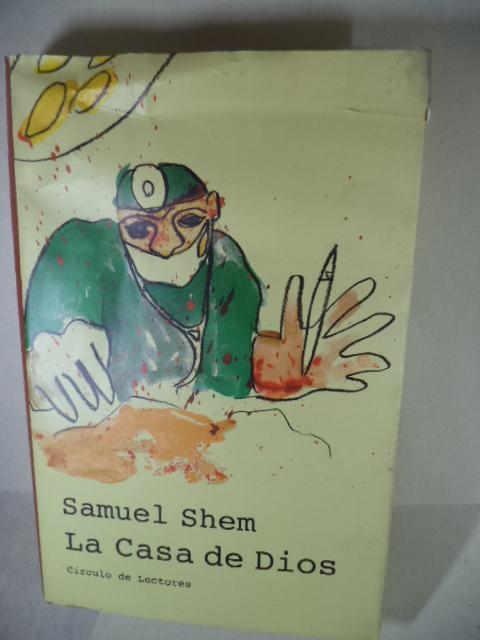 Samuel Shem
La Casa de Dios
Círculo de Lectores